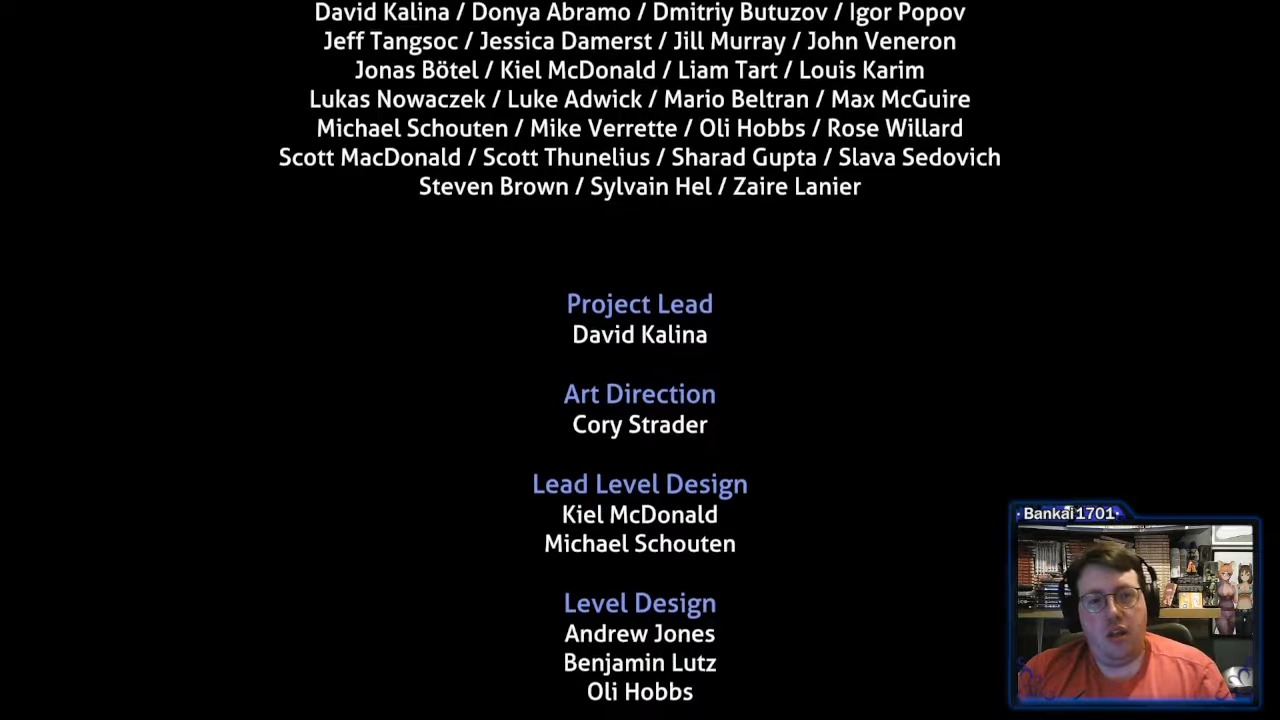 David Kalina / Donya Abramo / Dmitriy Butuzov / Igor Popov
Jeff Tangsoc / Jessica Damerst / Jill Murray / John Veneron
Jonas Bötel / Kiel McDonald / Liam Tart / Louis Karim
Lukas Nowaczek / Luke Adwick / Mario Beltran / Max McGuire
Michael Schouten / Mike Verrette / Oli Hobbs / Rose Willard
Scott MacDonald / Scott Thunelius / Sharad Gupta / Slava Sedovich
Steven Brown / Sylvain Hel / Zaire Lanier
Project Lead
David Kalina
Art Direction
Cory Strader
Lead Level Design
Kiel McDonald
Michael Schouten
Level Design
Andrew Jones
Benjamin Lutz
Oli Hobbs
Bankai1701